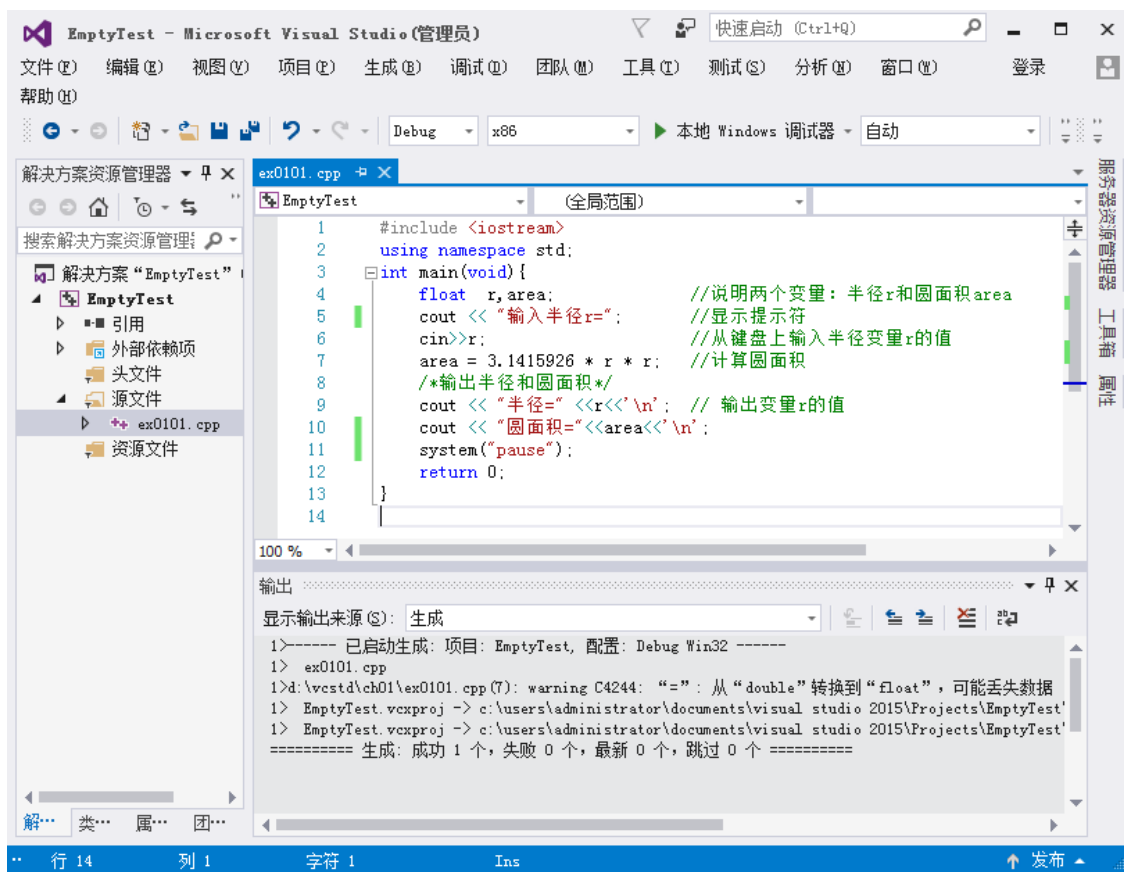 EmptyTest - Microsoft Visual Studio(管理员)
快速启动 (Ctrl+Q)
文件(F) 编辑(E) 视图(V) 项目(P) 生成(B) 调试(D) 团队(M) 工具(T) 测试(S) 分析(N) 窗口(W) 登录
帮助(H)
Debug x86 本地 Windows 调试器 自动
解决方案资源管理器
搜索解决方案资源管理
解决方案“EmptyTest”
EmptyTest
引用
外部依赖项
头文件
源文件
ex0101.cpp
资源文件
解… 类… 属… 团…
ex0101.cpp
EmptyTest (全局范围)
1 #include <iostream>
2 using namespace std;
3 int main(void){
4 float r,area; //说明两个变量: 半径r和圆面积area
5 cout << "输入半径r="; //显示提示符
6 cin>>r; //从键盘上输入半径变量r的值
7 area = 3.1415926 * r * r; //计算圆面积
8 /*输出半径和圆面积*/
9 cout << "半径=" <<r<<'\n'; // 输出变量r的值
10 cout << "圆面积="<<area<<'\n';
11 system("pause");
12 return 0;
13 }
14
100 %
输出
显示输出来源(S): 生成
1>------ 已启动生成: 项目: EmptyTest, 配置: Debug Win32 ------
1> ex0101.cpp
1>d:\vcstd\ch01\ex0101.cpp(7): warning C4244: “=”: 从“double”转换到“float”，可能丢失数据
1> EmptyTest.vcxproj -> c:\users\administrator\documents\visual studio 2015\Projects\EmptyTest\
1> EmptyTest.vcxproj -> c:\users\administrator\documents\visual studio 2015\Projects\EmptyTest\
========== 生成: 成功 1 个，失败 0 个，最新 0 个，跳过 0 个 ==========
服务器资源管理器
工具箱
属性
行 14 列 1 字符 1 Ins 发布